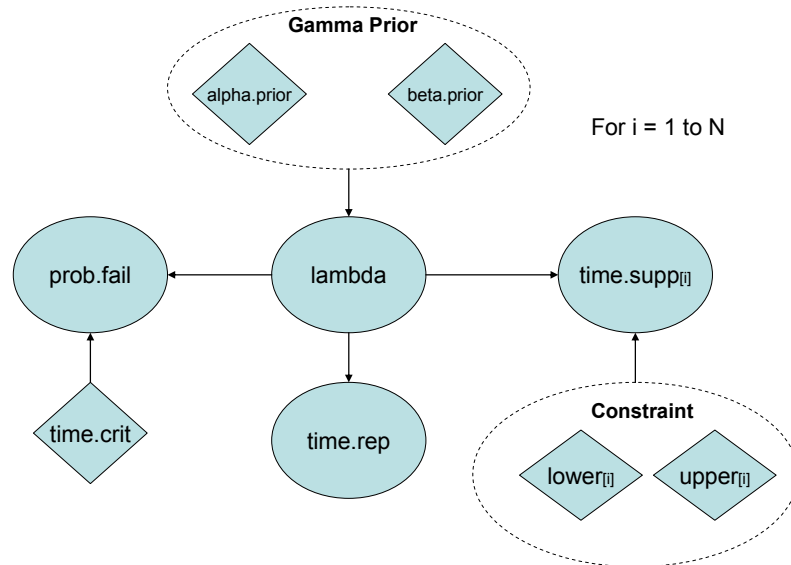 Gamma Prior
alpha.prior
beta.prior
For i = 1 to N
prob.fail
lambda
time.supp[i]
time.crit
time.rep
Constraint
lower[i]
upper[i]